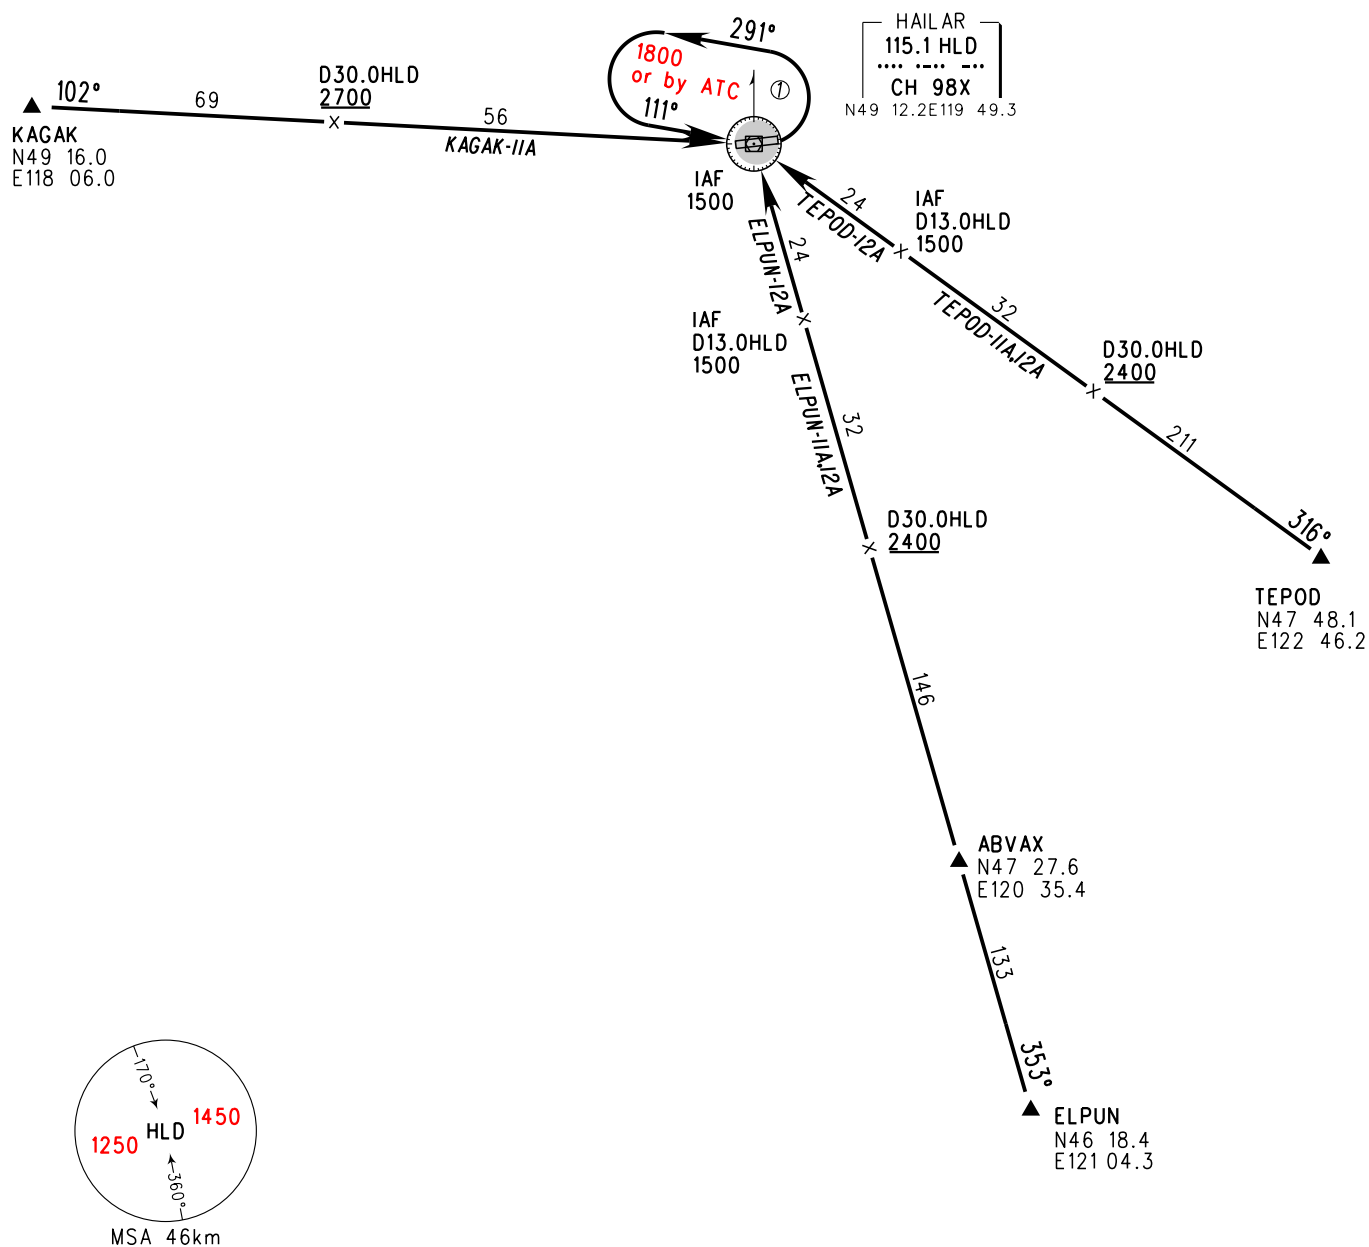 291°
1800
or by ATC
111°
①
HAILAR
115.1 HLD
CH 98X
N49 12.2E119 49.3
102°
69
D30.0HLD
2700
56
KAGAK-11A
KAGAK
N49 16.0
E118 06.0
IAF
1500
24
TEPOD-12A
IAF
D13.0HLD
1500
24
ELPUN-12A
IAF
D13.0HLD
1500
32
TEPOD-11A,12A
D30.0HLD
2400
32
ELPUN-11A,12A
211
316°
D30.0HLD
2400
TEPOD
N47 48.1
E122 46.2
146
ABVAX
N47 27.6
E120 35.4
133
353°
ELPUN
N46 18.4
E121 04.3
170°
1450
HLD
1250
360°
MSA 46km